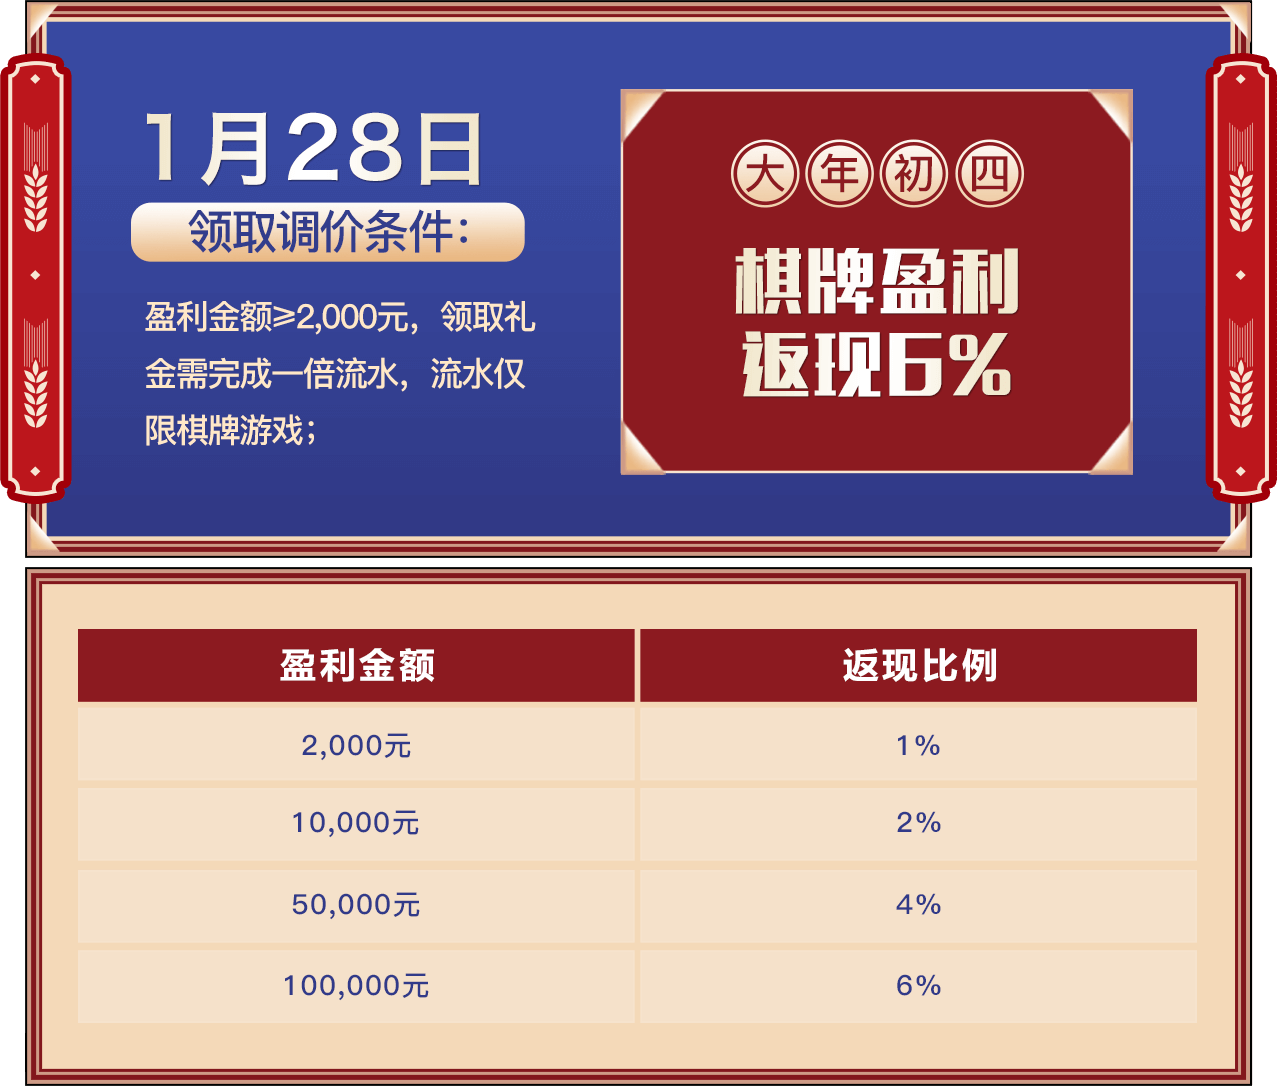 1月28日
领取调价条件：
盈利金额≥2,000元，领取礼
金需完成一倍流水，流水仅
限棋牌游戏；
大年初四
棋牌盈利
返现6%
盈利金额 返现比例
2,000元 1%
10,000元 2%
50,000元 4%
100,000元 6%